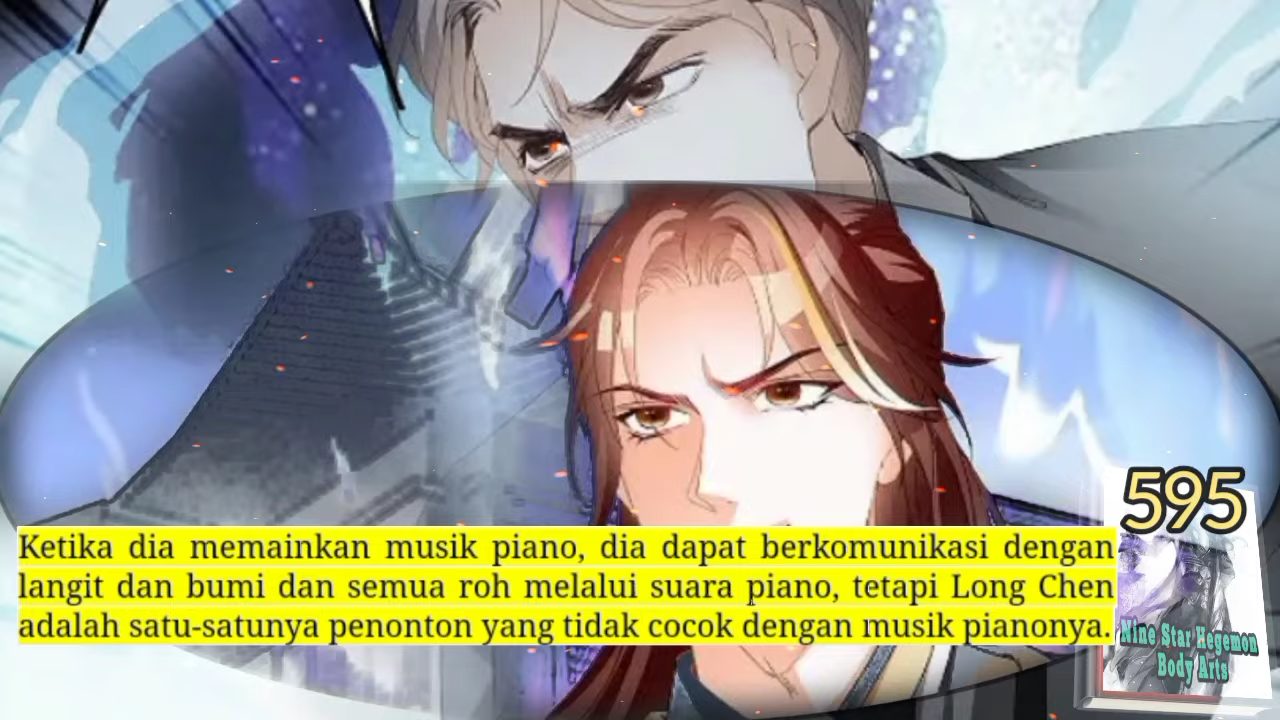 595
Ketika dia memainkan musik piano, dia dapat berkomunikasi dengan
langit dan bumi dan semua roh melalui suara piano, tetapi Long Chen
adalah satu-satunya penonton yang tidak cocok dengan musik pianonya.
Nine Star Hegemon
Body Arts